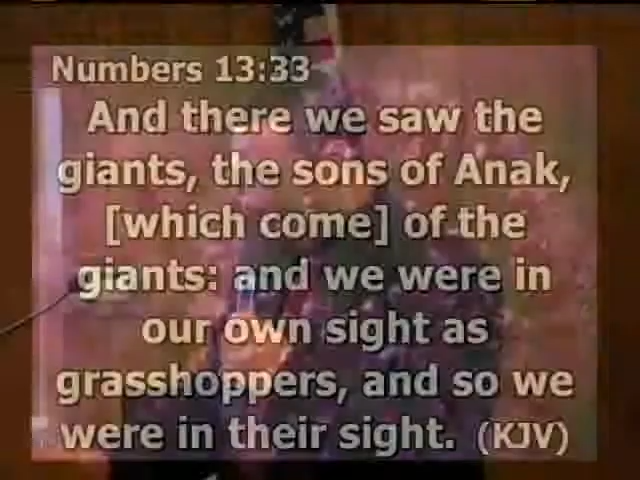 Numbers 13:33
And there we saw the
giants, the sons of Anak,
[which come] of the
giants: and we were in
our own sight as
grasshoppers, and so we
were in their sight. (KJV)